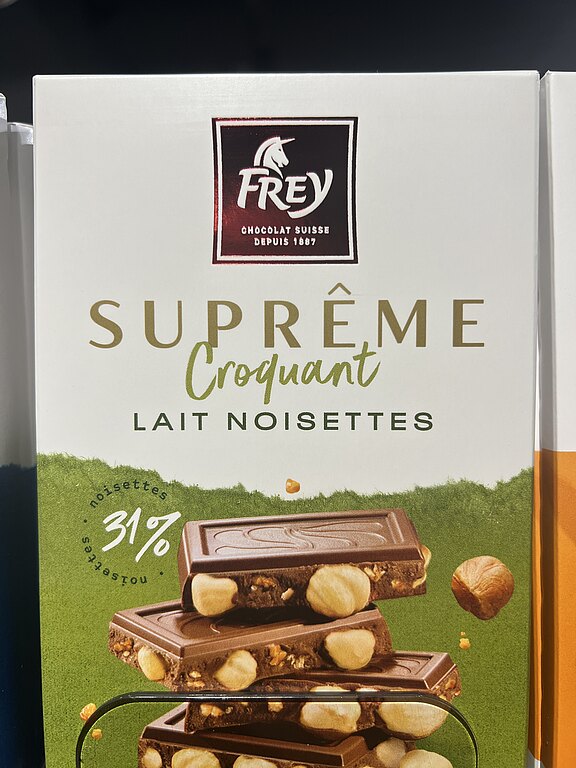 FREY
CHOCOLAT SUISSE
DEPUIS 1887
SUPRÊME
Croquant
LAIT NOISETTES
noisettes · noisettes ·
31%